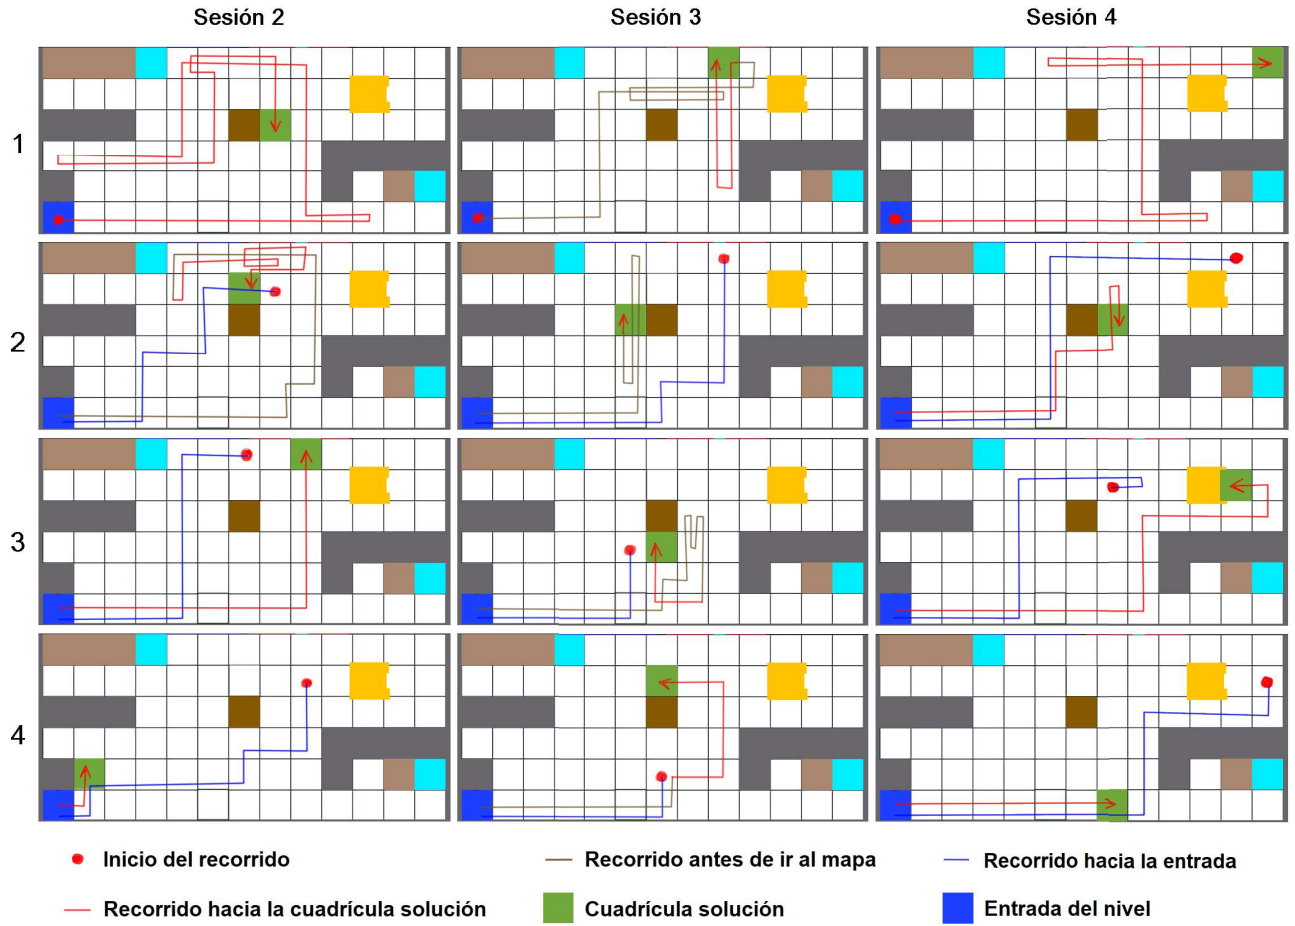 Sesión 2 Sesión 3 Sesión 4
1
2
3
4
Inicio del recorrido Recorrido antes de ir al mapa Recorrido hacia la entrada
Recorrido hacia la cuadrícula solución Cuadrícula solución Entrada del nivel